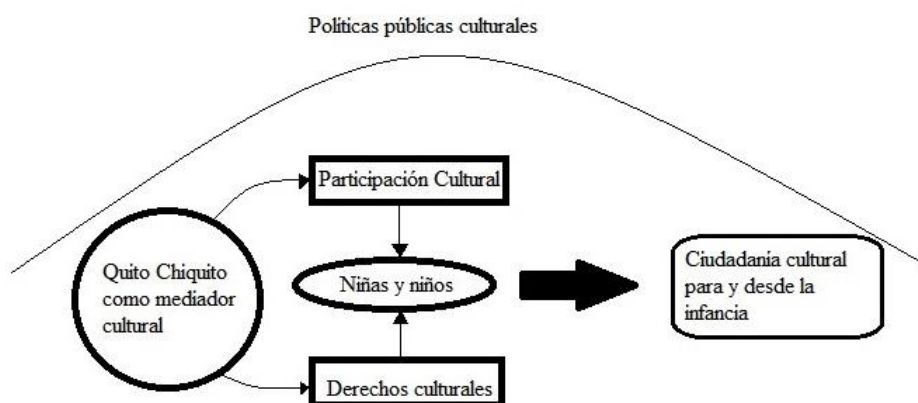 Políticas públicas culturales
Participación Cultural
Quito Chiquito
como mediador
cultural
Niñas y niños
Ciudadanía cultural
para y desde la
infancia
Derechos culturales